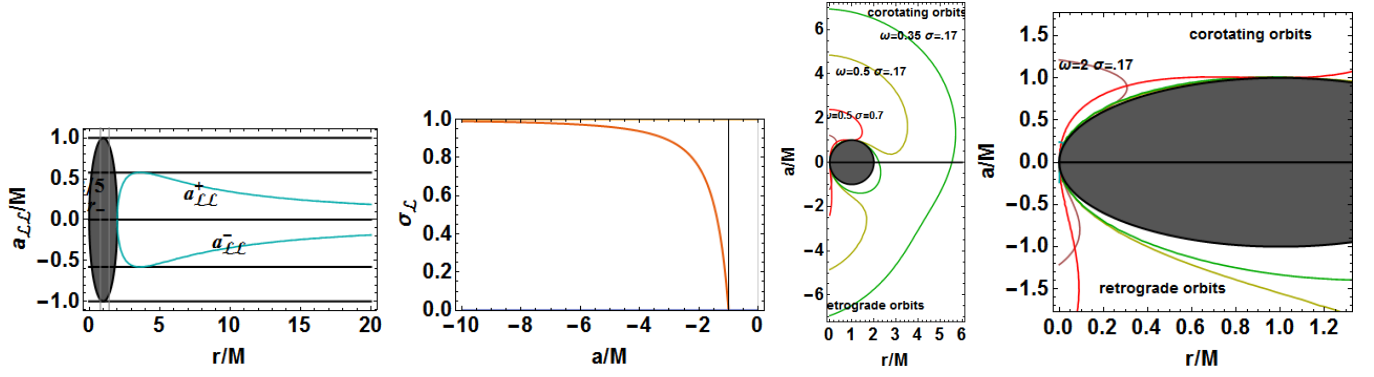 1.0
0.5
0.0
−0.5
−1.0
a_ℒℒ/M
/5
r_−
a^+_ℒℒ
a^−_ℒℒ
0 5 10 15 20
r/M
1.0
0.8
0.6
0.4
0.2
0.0
σ_ℒ
−10 −8 −6 −4 −2 0
a/M
6
4
2
0
−2
−4
−6
a/M
corotating orbits
ω=0.35 σ=.17
ω=0.5 σ=.17
ω=0.5 σ=0.7
retrograde orbits
0 1 2 3 4 5 6
r/M
1.5
1.0
0.5
0.0
−0.5
−1.0
−1.5
a/M
corotating orbits
ω=2 σ=.17
retrograde orbits
0.0 0.2 0.4 0.6 0.8 1.0 1.2
r/M